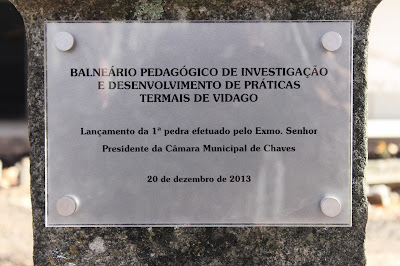 BALNEÁRIO PEDAGÓGICO DE INVESTIGAÇÃO
E DESENVOLVIMENTO DE PRÁTICAS
TERMAIS DE VIDAGO
Lançamento da 1ª pedra efetuado pelo Exmo. Senhor
Presidente da Câmara Municipal de Chaves
20 de dezembro de 2013